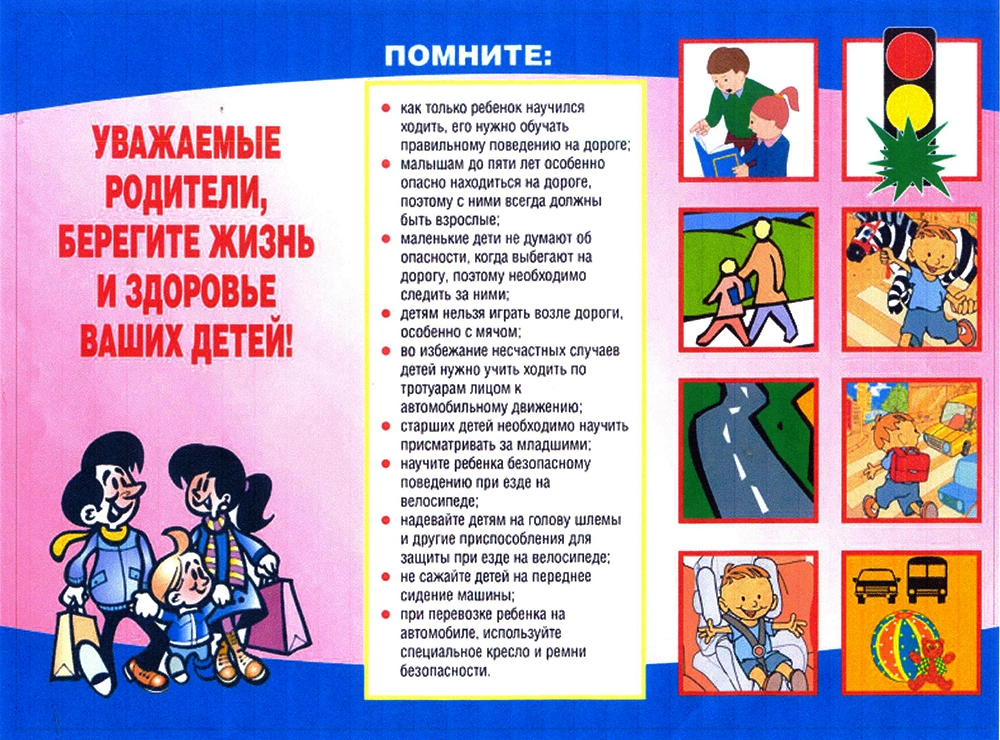 ПОМНИТЕ:
УВАЖАЕМЫЕ
РОДИТЕЛИ,
БЕРЕГИТЕ ЖИЗНЬ
И ЗДОРОВЬЕ
ВАШИХ ДЕТЕЙ!
как только ребенок научился
ходить, его нужно обучать
правильному поведению на дороге;
малышам до пяти лет особенно
опасно находиться на дороге,
поэтому с ними всегда должны
быть взрослые;
маленькие дети не думают об
опасности, когда выбегают на
дорогу, поэтому необходимо
следить за ними;
детям нельзя играть возле дороги,
особенно с мячом;
во избежание несчастных случаев
детей нужно учить ходить по
тротуарам лицом к
автомобильному движению;
старших детей необходимо научить
присматривать за младшими;
научите ребенка безопасному
поведению при езде на
велосипеде;
надевайте детям на голову шлемы
и другие приспособления для
защиты при езде на велосипеде;
не сажайте детей на переднее
сидение машины;
при перевозке ребенка на
автомобиле, используйте
специальное кресло и ремни
безопасности.